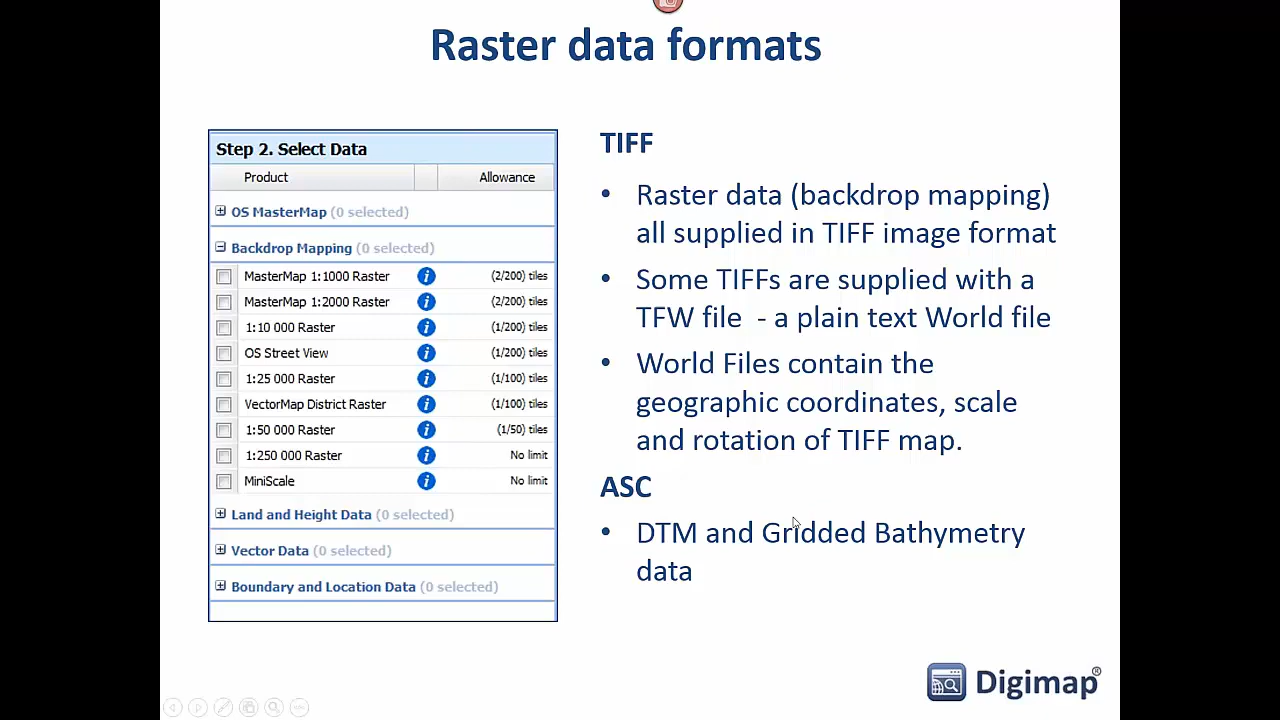 Raster data formats
Step 2. Select Data
Product Allowance
OS MasterMap (0 selected)
Backdrop Mapping (0 selected)
MasterMap 1:1000 Raster (2/200) tiles
MasterMap 1:2000 Raster (2/200) tiles
1:10 000 Raster (1/200) tiles
OS Street View (1/200) tiles
1:25 000 Raster (1/100) tiles
VectorMap District Raster (1/100) tiles
1:50 000 Raster (1/50) tiles
1:250 000 Raster No limit
MiniScale No limit
Land and Height Data (0 selected)
Vector Data (0 selected)
Boundary and Location Data (0 selected)
TIFF
• Raster data (backdrop mapping)
all supplied in TIFF image format
• Some TIFFs are supplied with a
TFW file - a plain text World file
• World Files contain the
geographic coordinates, scale
and rotation of TIFF map.
ASC
• DTM and Gridded Bathymetry
data
Digimap®